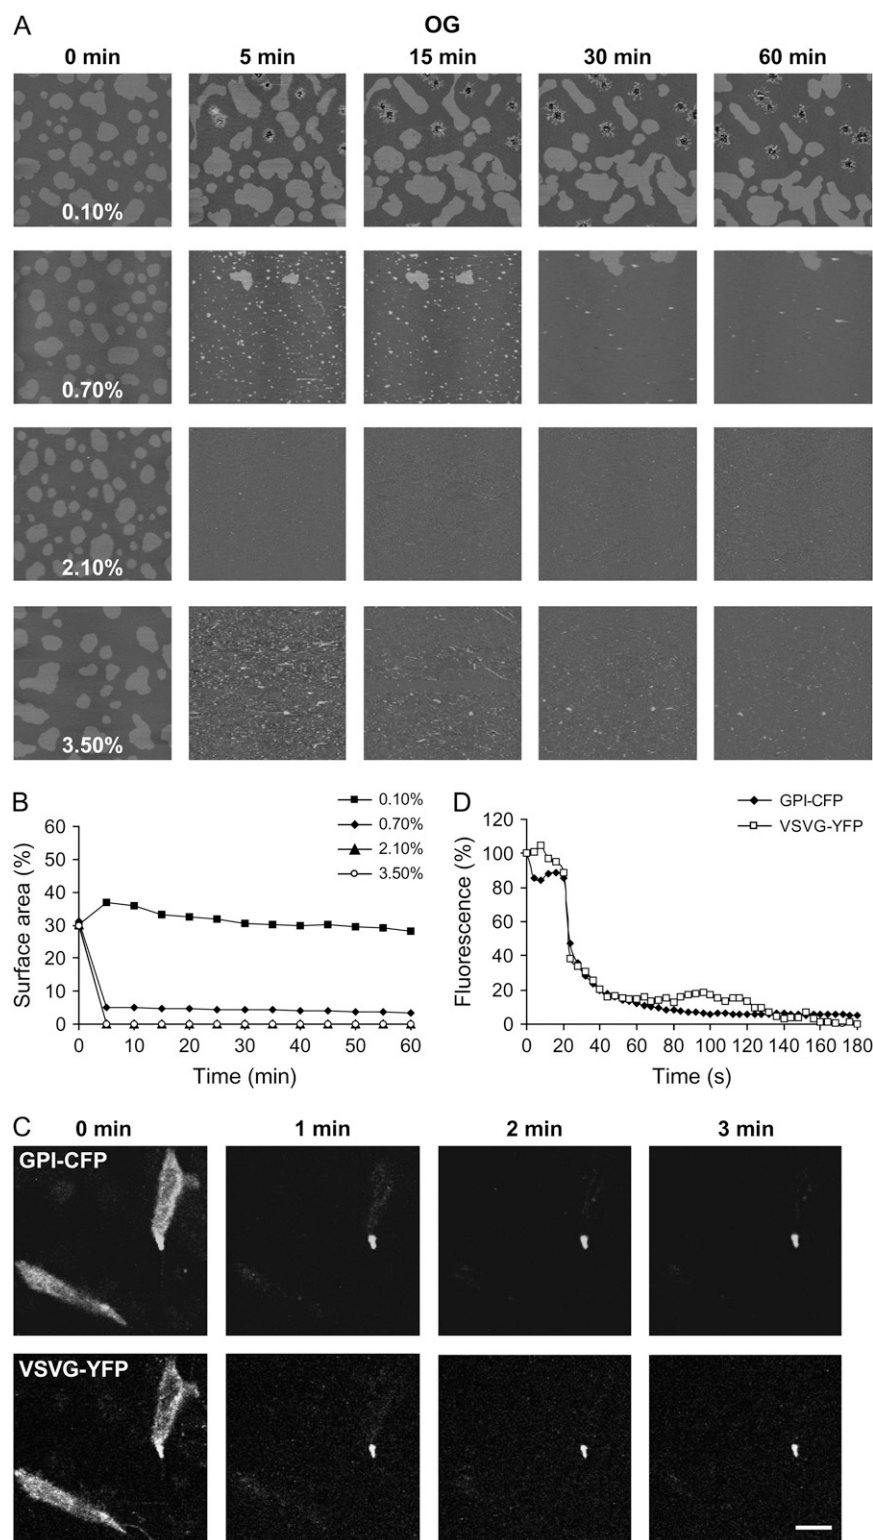 A
OG
0 min 5 min 15 min 30 min 60 min
0.10%
0.70%
2.10%
3.50%
B
0.10%
0.70%
2.10%
3.50%
60
50
40
30
20
10
0
Surface area (%)
0 10 20 30 40 50 60
Time (min)
D
GPI-CFP
VSVG-YFP
120
100
80
60
40
20
0
Fluorescence (%)
0 20 40 60 80 100 120 140 160 180
Time (s)
C
0 min 1 min 2 min 3 min
GPI-CFP
VSVG-YFP